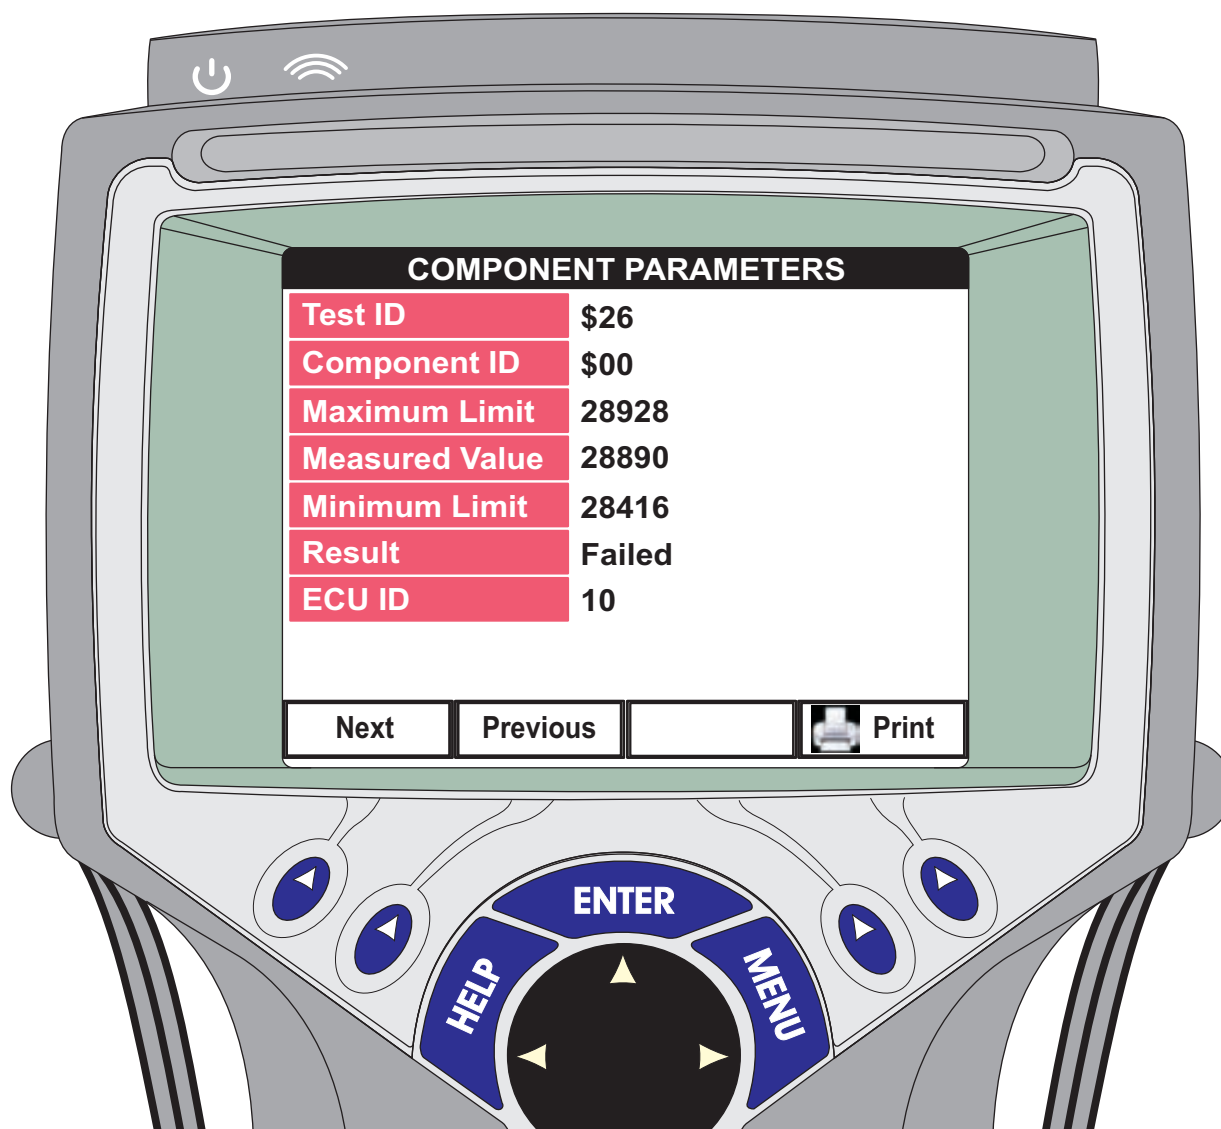 COMPONENT PARAMETERS
Test ID $26
Component ID $00
Maximum Limit 28928
Measured Value 28890
Minimum Limit 28416
Result Failed
ECU ID 10
Next Previous Print
ENTER
HELP
MENU